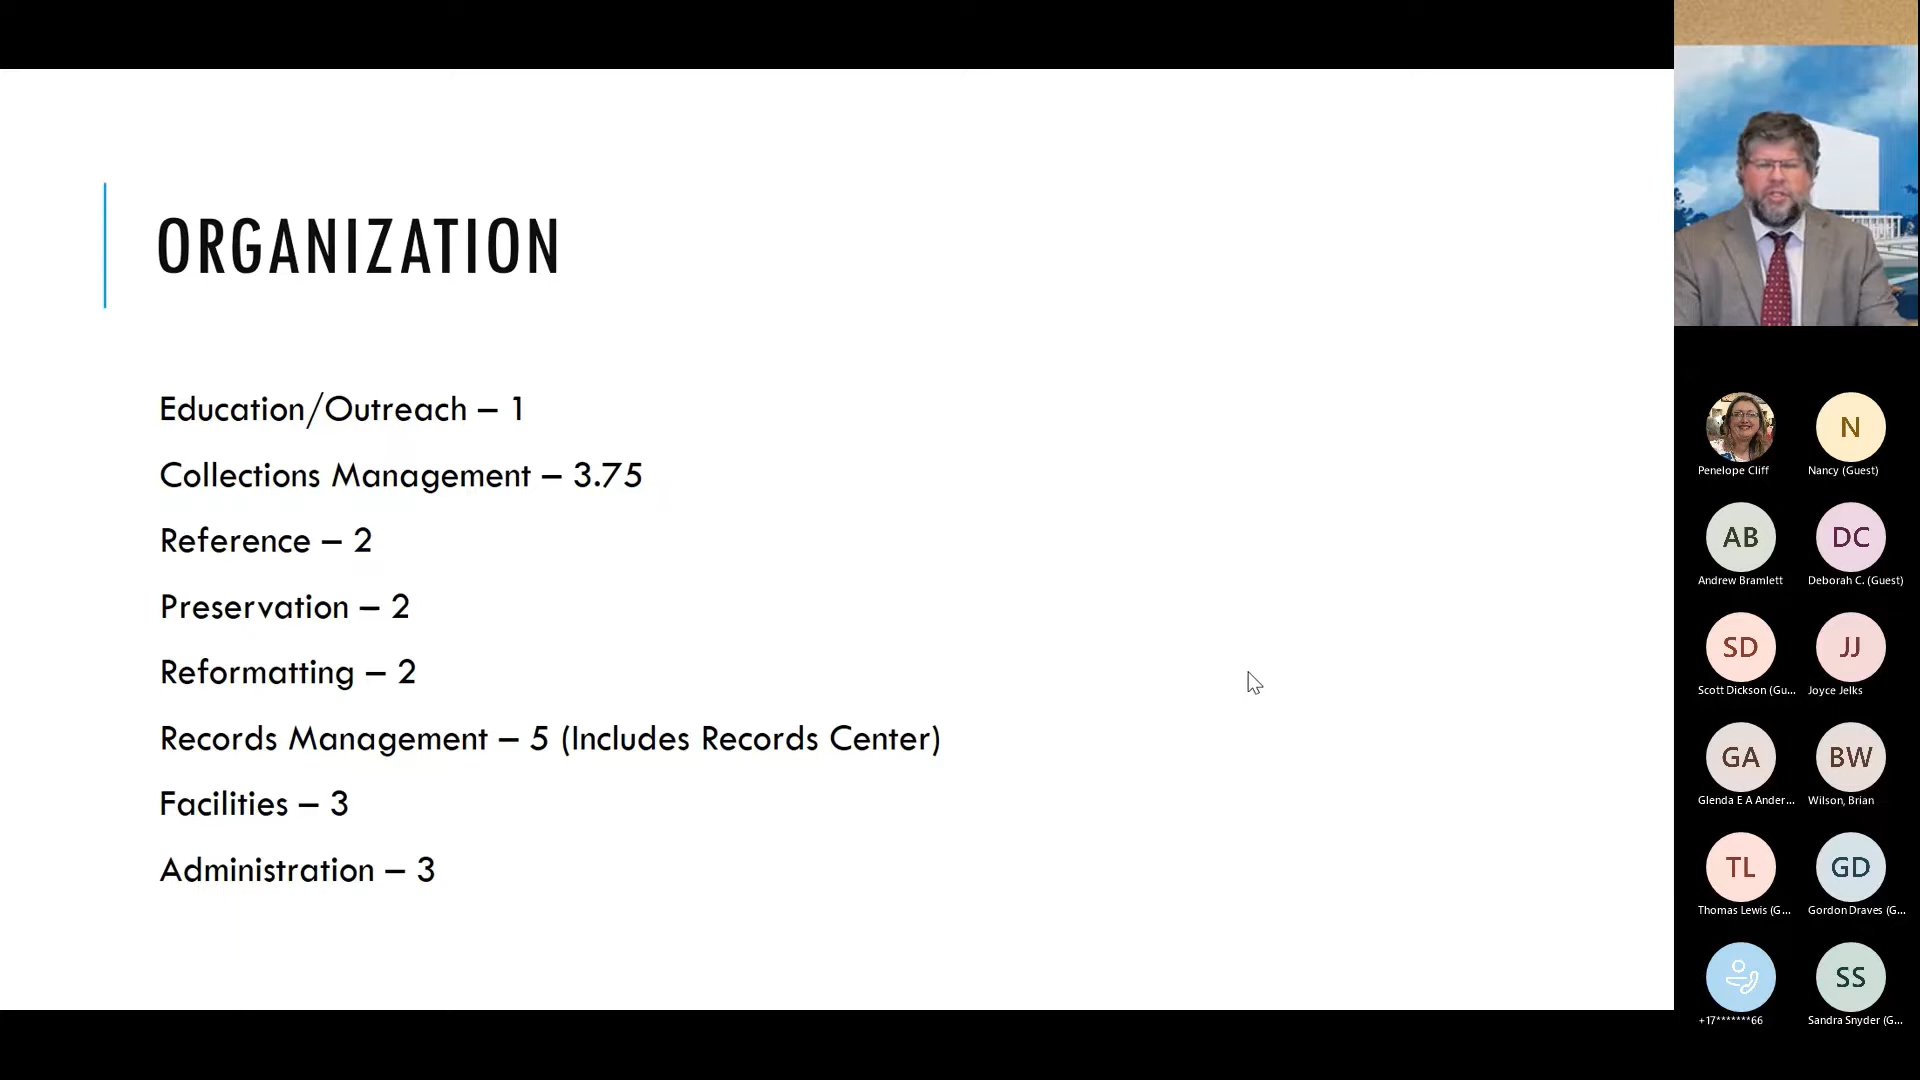 ORGANIZATION
Education/Outreach – 1
Collections Management – 3.75
Reference – 2
Preservation – 2
Reformatting – 2
Records Management – 5 (Includes Records Center)
Facilities – 3
Administration – 3
N
Penelope Cliff
Nancy (Guest)
AB
DC
Andrew Bramlett
Deborah C. (Guest)
SD
JJ
Scott Dickson (Gu...
Joyce Jelks
GA
BW
Glenda E A Ander...
Wilson, Brian
TL
GD
Thomas Lewis (G...
Gordon Draves (G...
SS
+17*******66
Sandra Snyder (G...